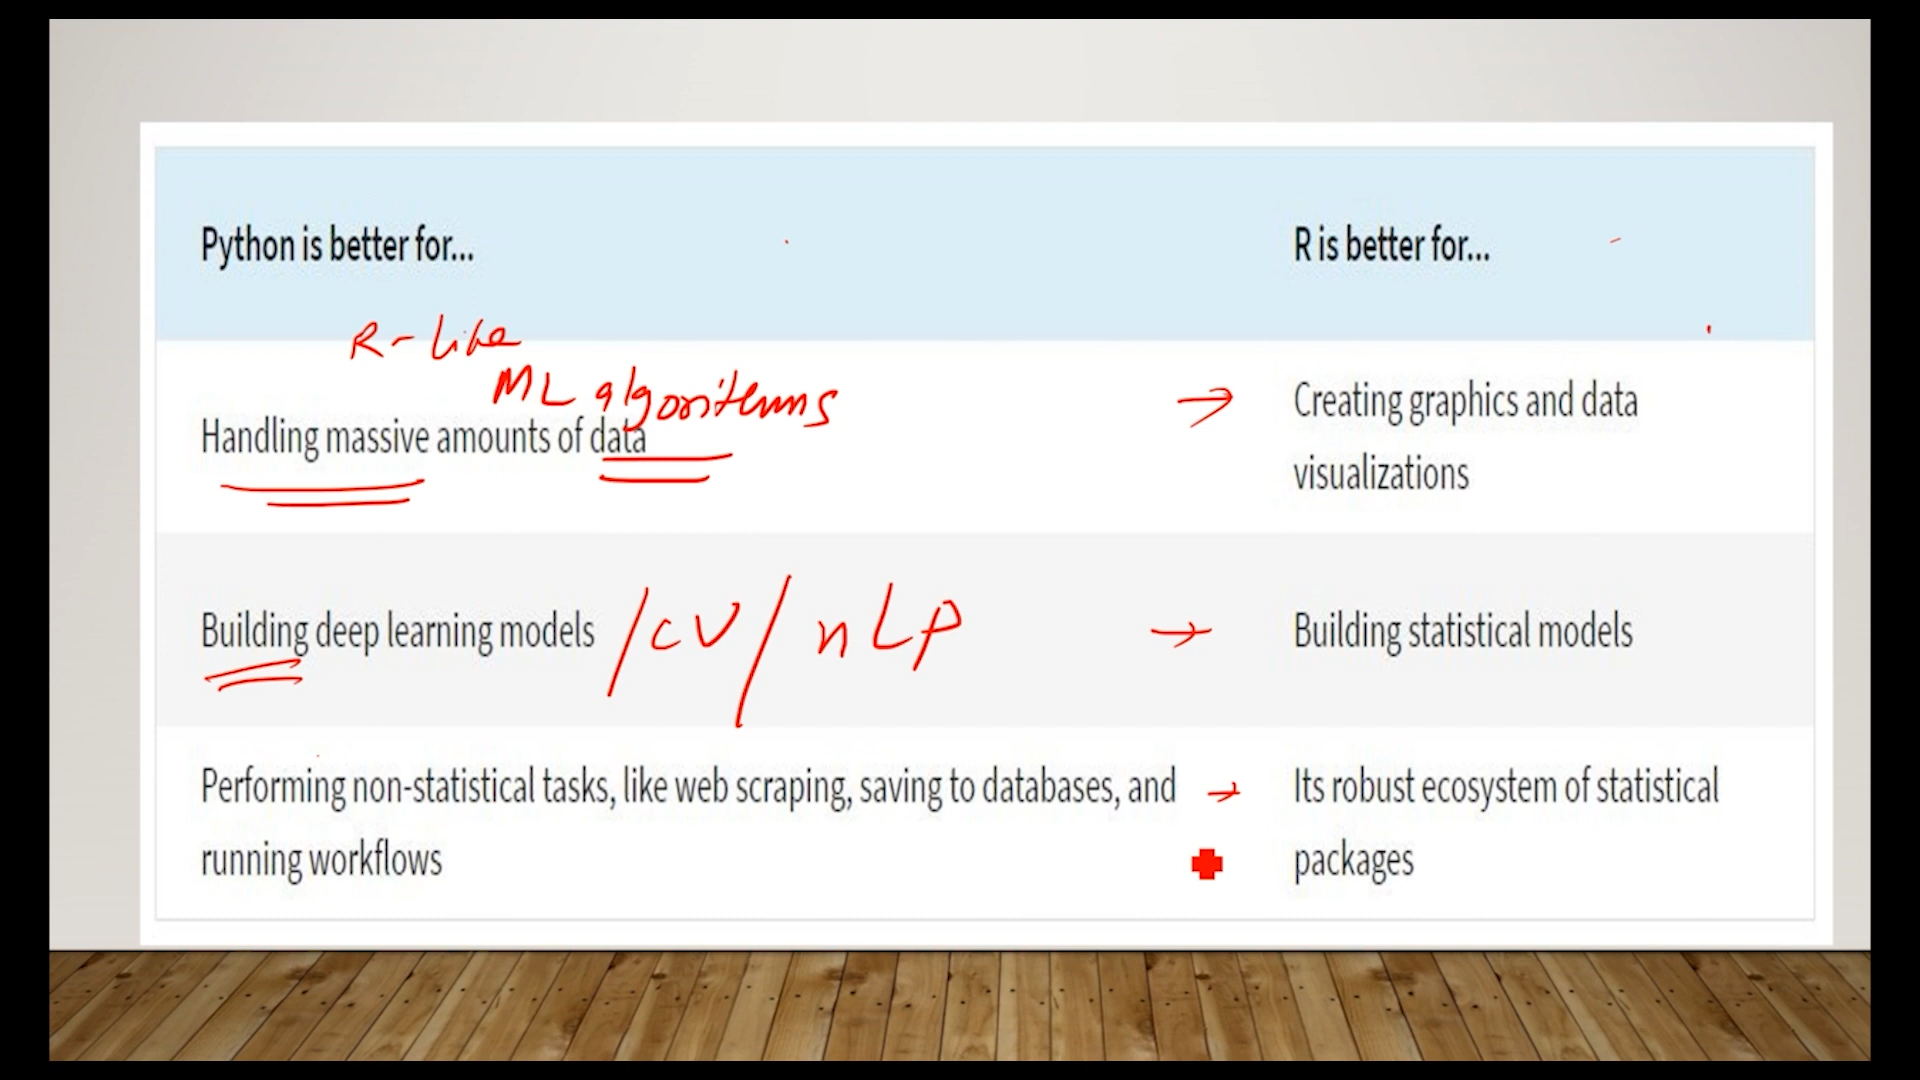 Python is better for...
R is better for...
R - like
ML algorithms
Handling massive amounts of data
Creating graphics and data
visualizations
Building deep learning models / CV / nLP
Building statistical models
Performing non-statistical tasks, like web scraping, saving to databases, and
running workflows
Its robust ecosystem of statistical
packages